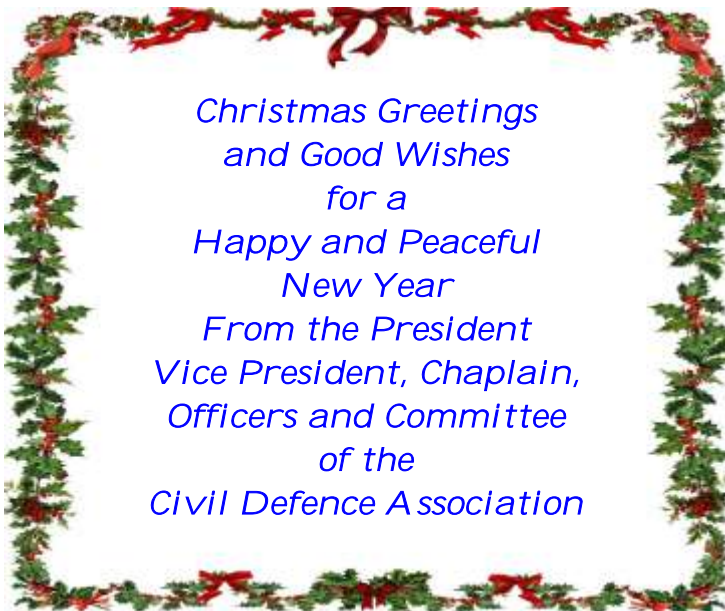 Christmas Greetings
and Good Wishes
for a
Happy and Peaceful
New Year
From the President
Vice President, Chaplain,
Officers and Committee
of the
Civil Defence Association